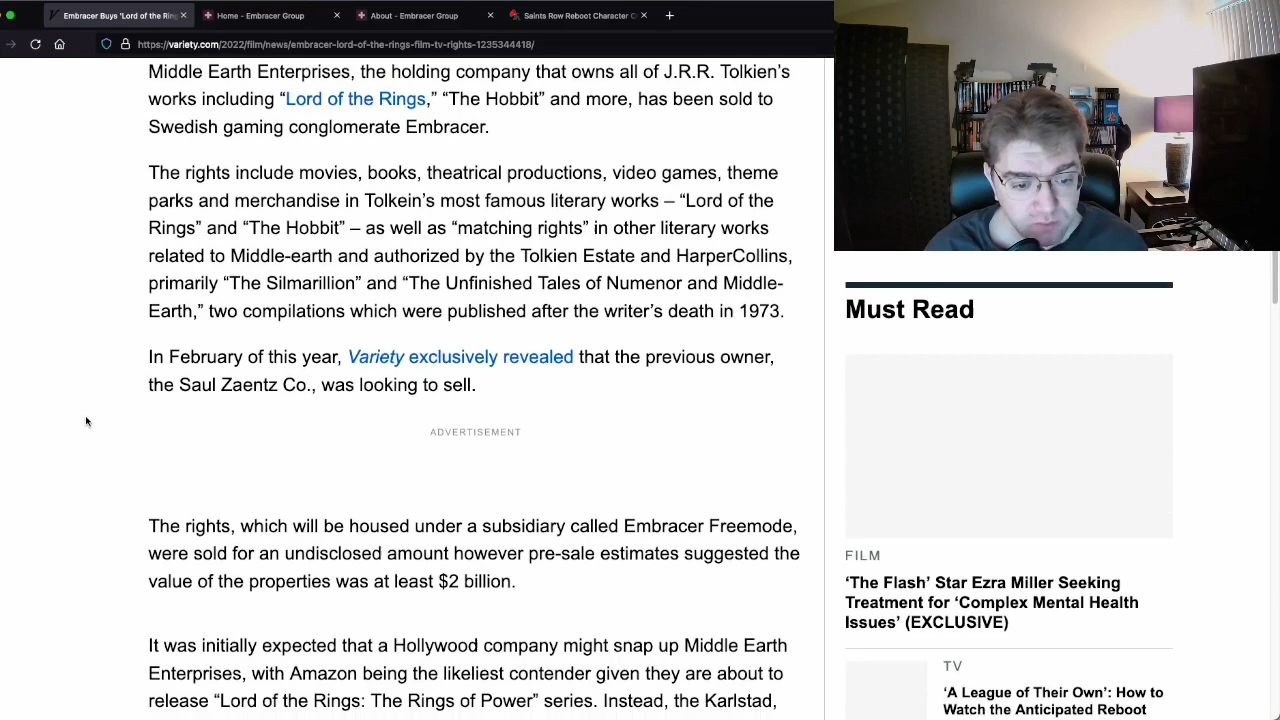 Embracer Buys 'Lord of the Ring
Home - Embracer Group
About - Embracer Group
Saints Row Reboot Character C
https://variety.com/2022/film/news/embracer-lord-of-the-rings-film-tv-rights-1235344418/
Middle Earth Enterprises, the holding company that owns all of J.R.R. Tolkien’s
works including “Lord of the Rings,” “The Hobbit” and more, has been sold to
Swedish gaming conglomerate Embracer.
The rights include movies, books, theatrical productions, video games, theme
parks and merchandise in Tolkein’s most famous literary works – “Lord of the
Rings” and “The Hobbit” – as well as “matching rights” in other literary works
related to Middle-earth and authorized by the Tolkien Estate and HarperCollins,
primarily “The Silmarillion” and “The Unfinished Tales of Numenor and Middle-
Earth,” two compilations which were published after the writer’s death in 1973.
In February of this year, Variety exclusively revealed that the previous owner,
the Saul Zaentz Co., was looking to sell.
ADVERTISEMENT
The rights, which will be housed under a subsidiary called Embracer Freemode,
were sold for an undisclosed amount however pre-sale estimates suggested the
value of the properties was at least $2 billion.
It was initially expected that a Hollywood company might snap up Middle Earth
Enterprises, with Amazon being the likeliest contender given they are about to
release “Lord of the Rings: The Rings of Power” series. Instead, the Karlstad,
Must Read
FILM
‘The Flash’ Star Ezra Miller Seeking
Treatment for ‘Complex Mental Health
Issues’ (EXCLUSIVE)
TV
‘A League of Their Own’: How to
Watch the Anticipated Reboot